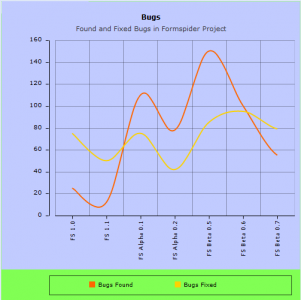 Bugs
Found and Fixed Bugs in Formspider Project
160
140
120
100
80
60
40
20
0
FS 1.0
FS 1.1
FS Alpha 0.1
FS Alpha 0.2
FS Beta 0.5
FS Beta 0.6
FS Beta 0.7
Bugs Found
Bugs Fixed